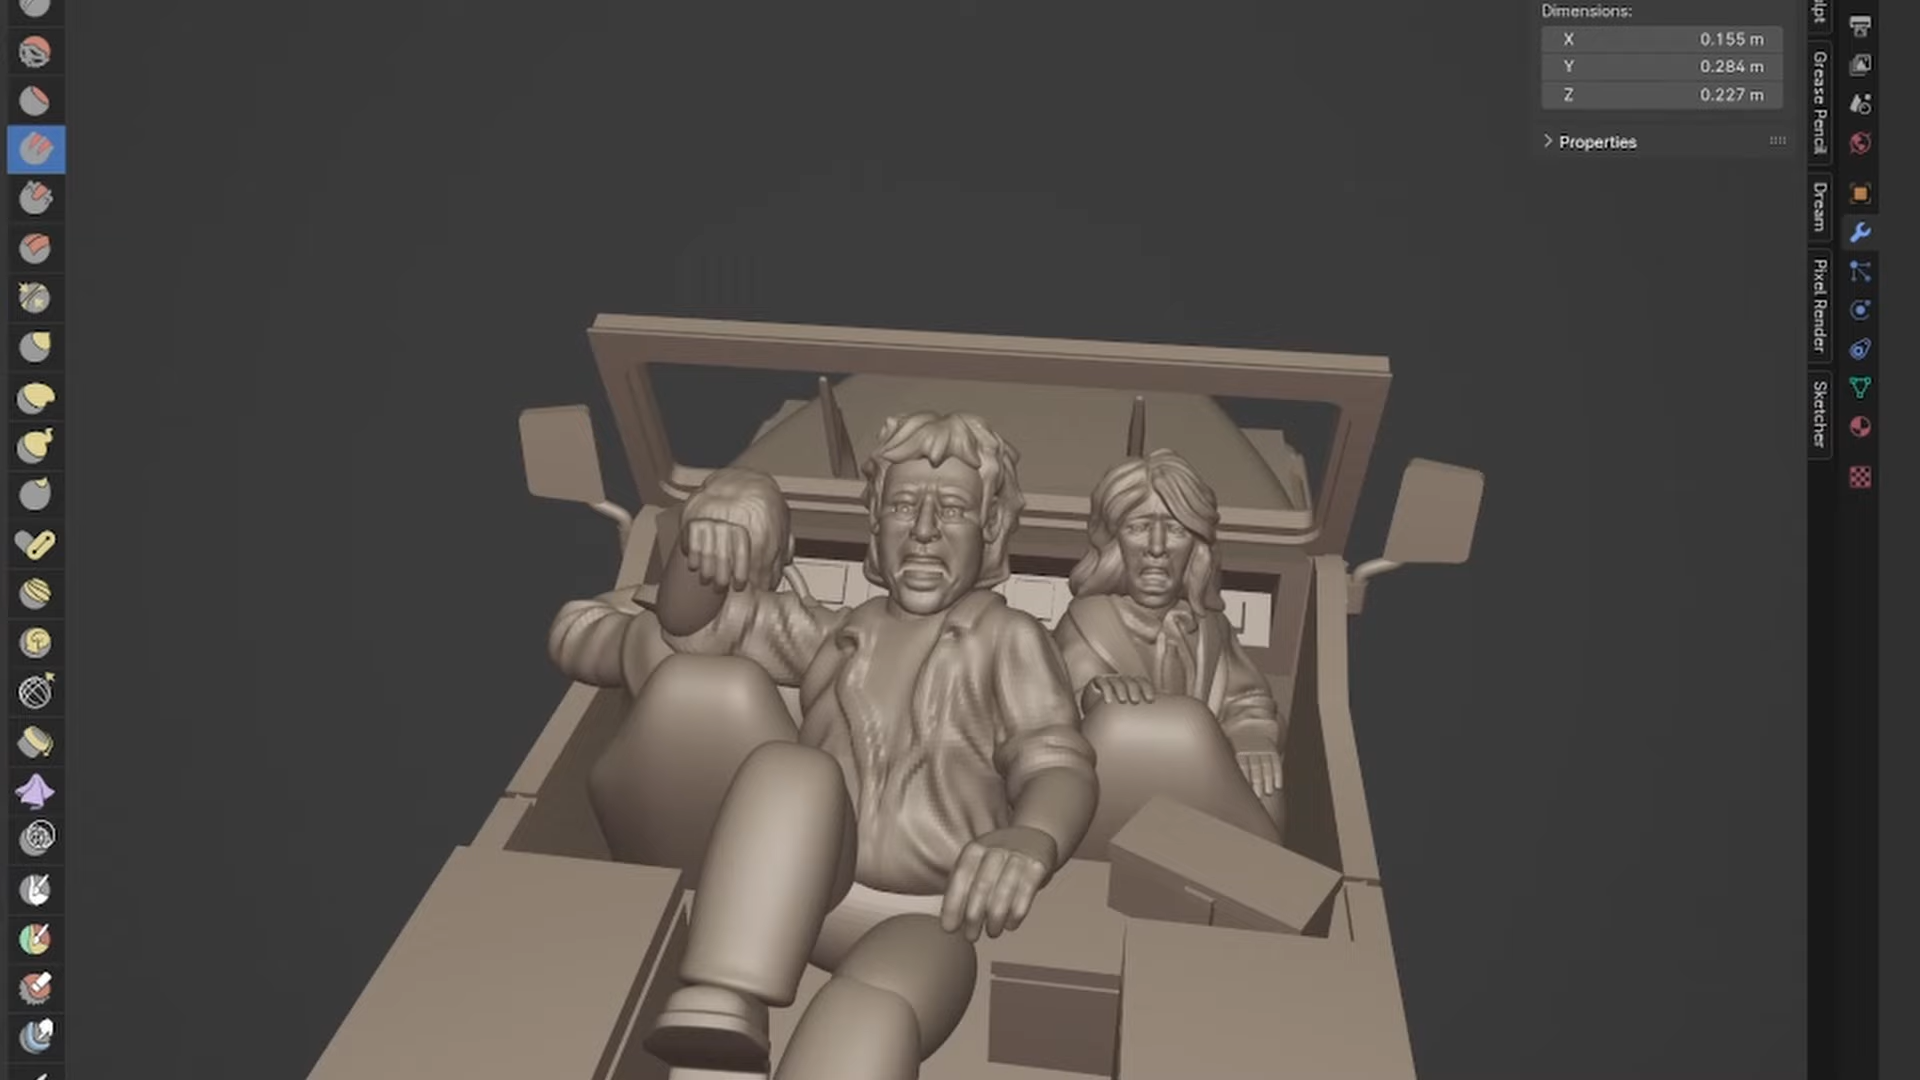 Dimensions:
X 0.155 m
Y 0.284 m
Z 0.227 m
Properties
Grease Pencil
Dream
Pixel Render
Sketcher